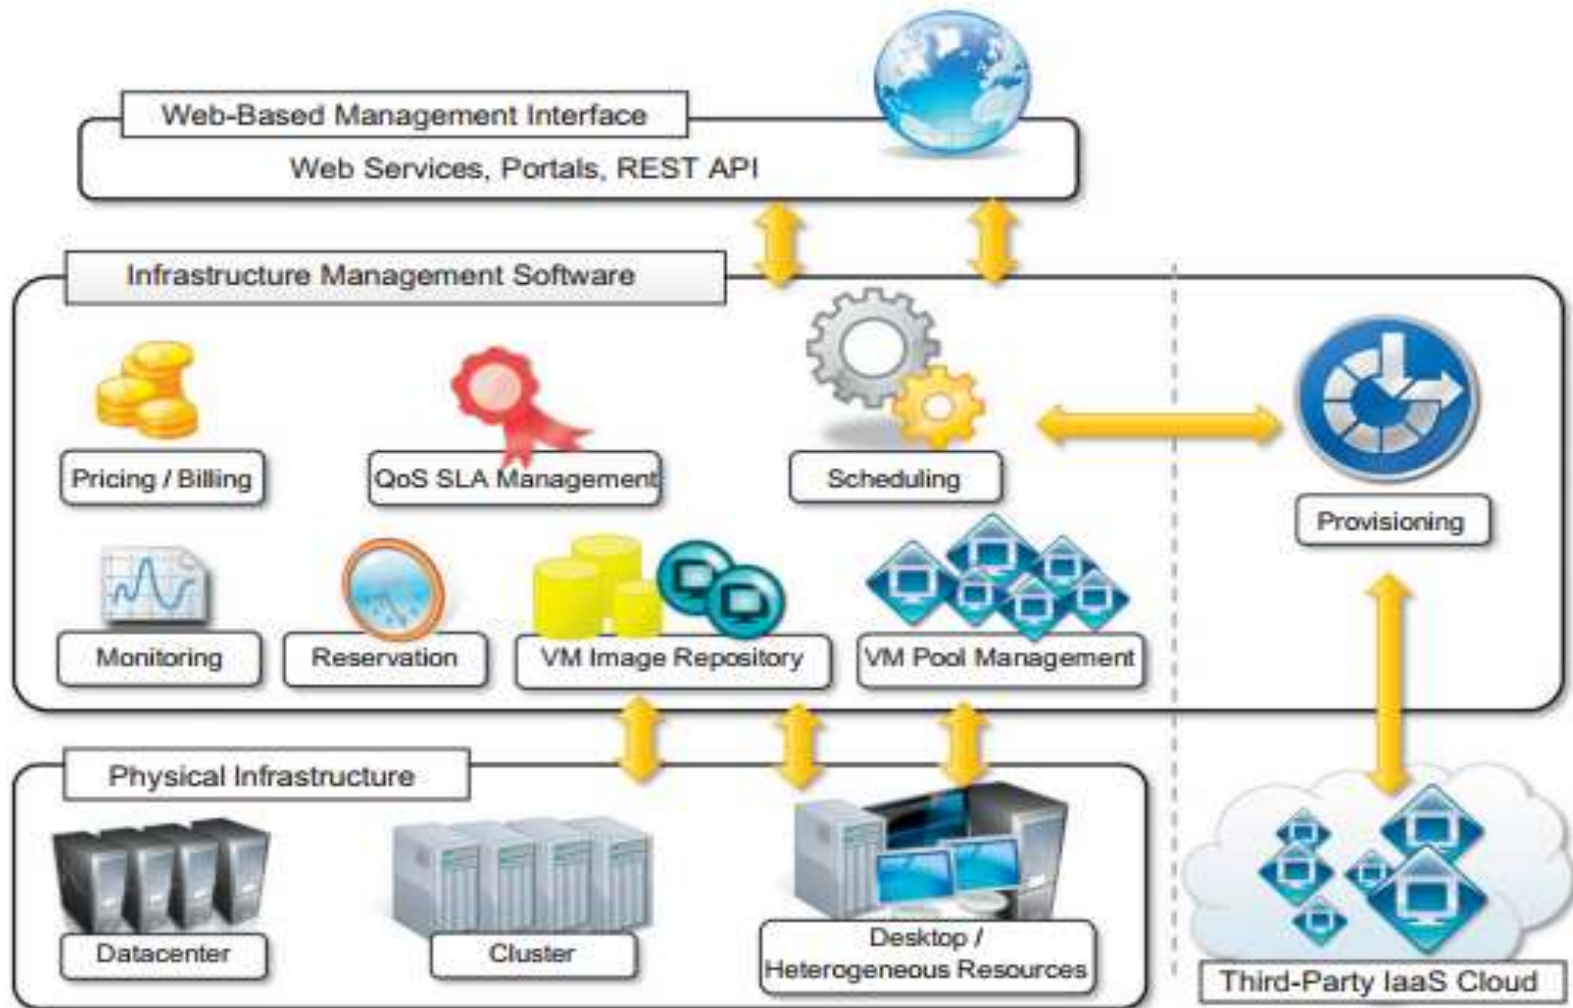 Web-Based Management Interface
Web Services, Portals, REST API
Infrastructure Management Software
Pricing / Billing
QoS SLA Management
Scheduling
Provisioning
Monitoring
Reservation
VM Image Repository
VM Pool Management
Physical Infrastructure
Datacenter
Cluster
Desktop /
Heterogeneous Resources
Third-Party IaaS Cloud